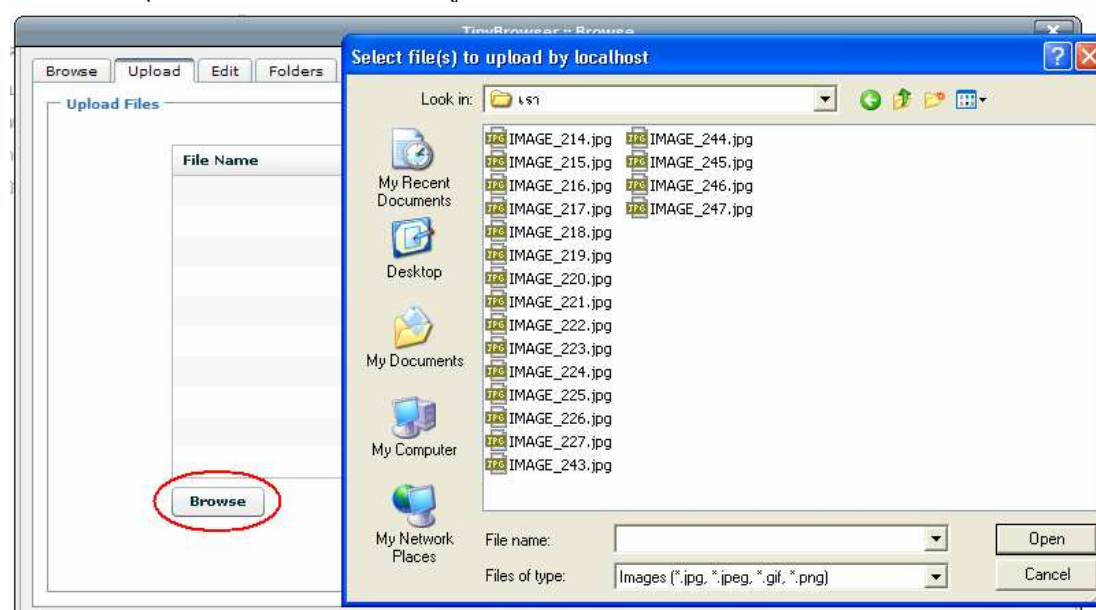 TinyBrowser :: Browse
Browse Upload Edit Folders
Upload Files
File Name
Browse
Select file(s) to upload by localhost
Look in: เรา
My Recent Documents
Desktop
My Documents
My Computer
My Network Places
IMAGE_214.jpg IMAGE_244.jpg
IMAGE_215.jpg IMAGE_245.jpg
IMAGE_216.jpg IMAGE_246.jpg
IMAGE_217.jpg IMAGE_247.jpg
IMAGE_218.jpg
IMAGE_219.jpg
IMAGE_220.jpg
IMAGE_221.jpg
IMAGE_222.jpg
IMAGE_223.jpg
IMAGE_224.jpg
IMAGE_225.jpg
IMAGE_226.jpg
IMAGE_227.jpg
IMAGE_243.jpg
File name: Open
Files of type: Images (*.jpg, *.jpeg, *.gif, *.png) Cancel